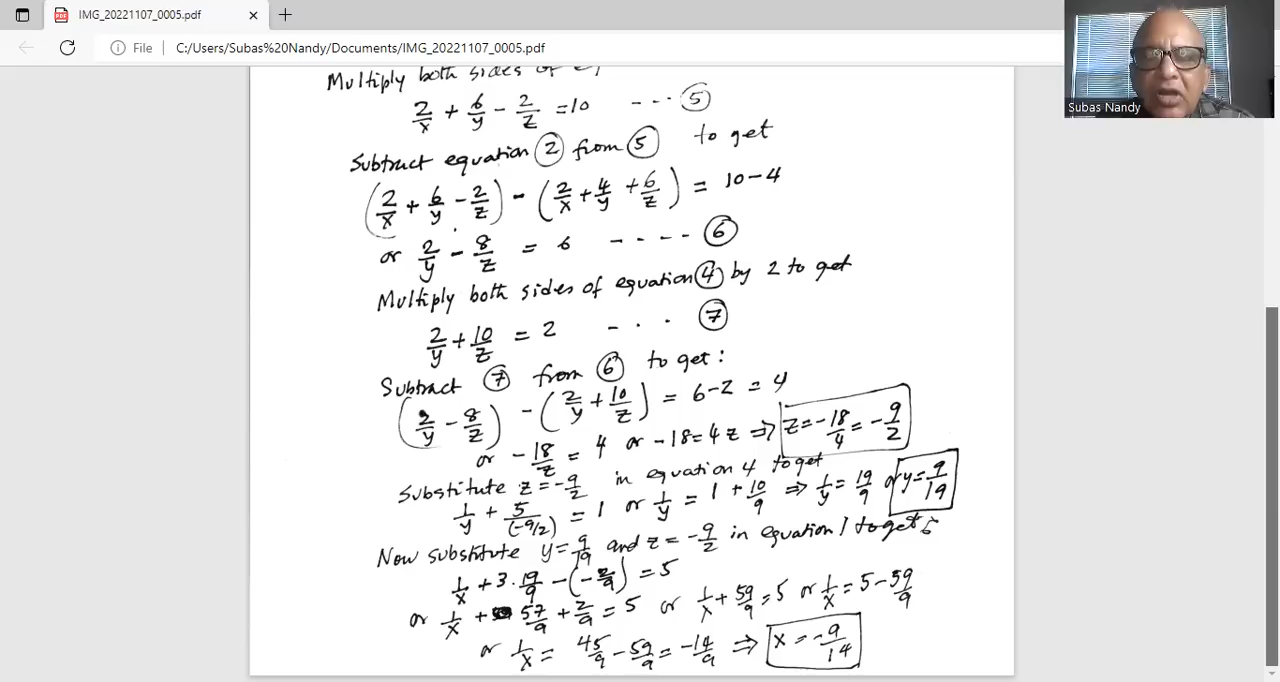 IMG_20221107_0005.pdf
File | C:/Users/Subas%20Nandy/Documents/IMG_20221107_0005.pdf
Subas Nandy
Multiply both sides of
2/x + 6/y - 2/z = 10 --- (5)
Subtract equation (2) from (5) to get
(2/x + 6/y - 2/z) - (2/x + 4/y + 6/z) = 10-4
or 2/y - 8/z = 6 ---- (6)
Multiply both sides of equation (4) by 2 to get
2/y + 10/z = 2 - . . (7)
Subtract (7) from (6) to get:
(2/y - 8/z) - (2/y + 10/z) = 6-2 = 4
or -18/z = 4 or -18=4z ⇒ z=-18/4=-9/2
Substitute z=-9/2 in equation 4 to get
1/y + 5/(-9/2) = 1 or 1/y = 1 + 10/9 ⇒ 1/y = 19/9 or y=9/19
Now substitute y=9/19 and z=-9/2 in equation 1 to get
1/x + 3·19/9 - (-2/9) = 5
or 1/x + 57/9 + 2/9 = 5 or 1/x + 59/9 = 5 or 1/x = 5 - 59/9
or 1/x = 45/9 - 59/9 = -14/9 ⇒ x = -9/14